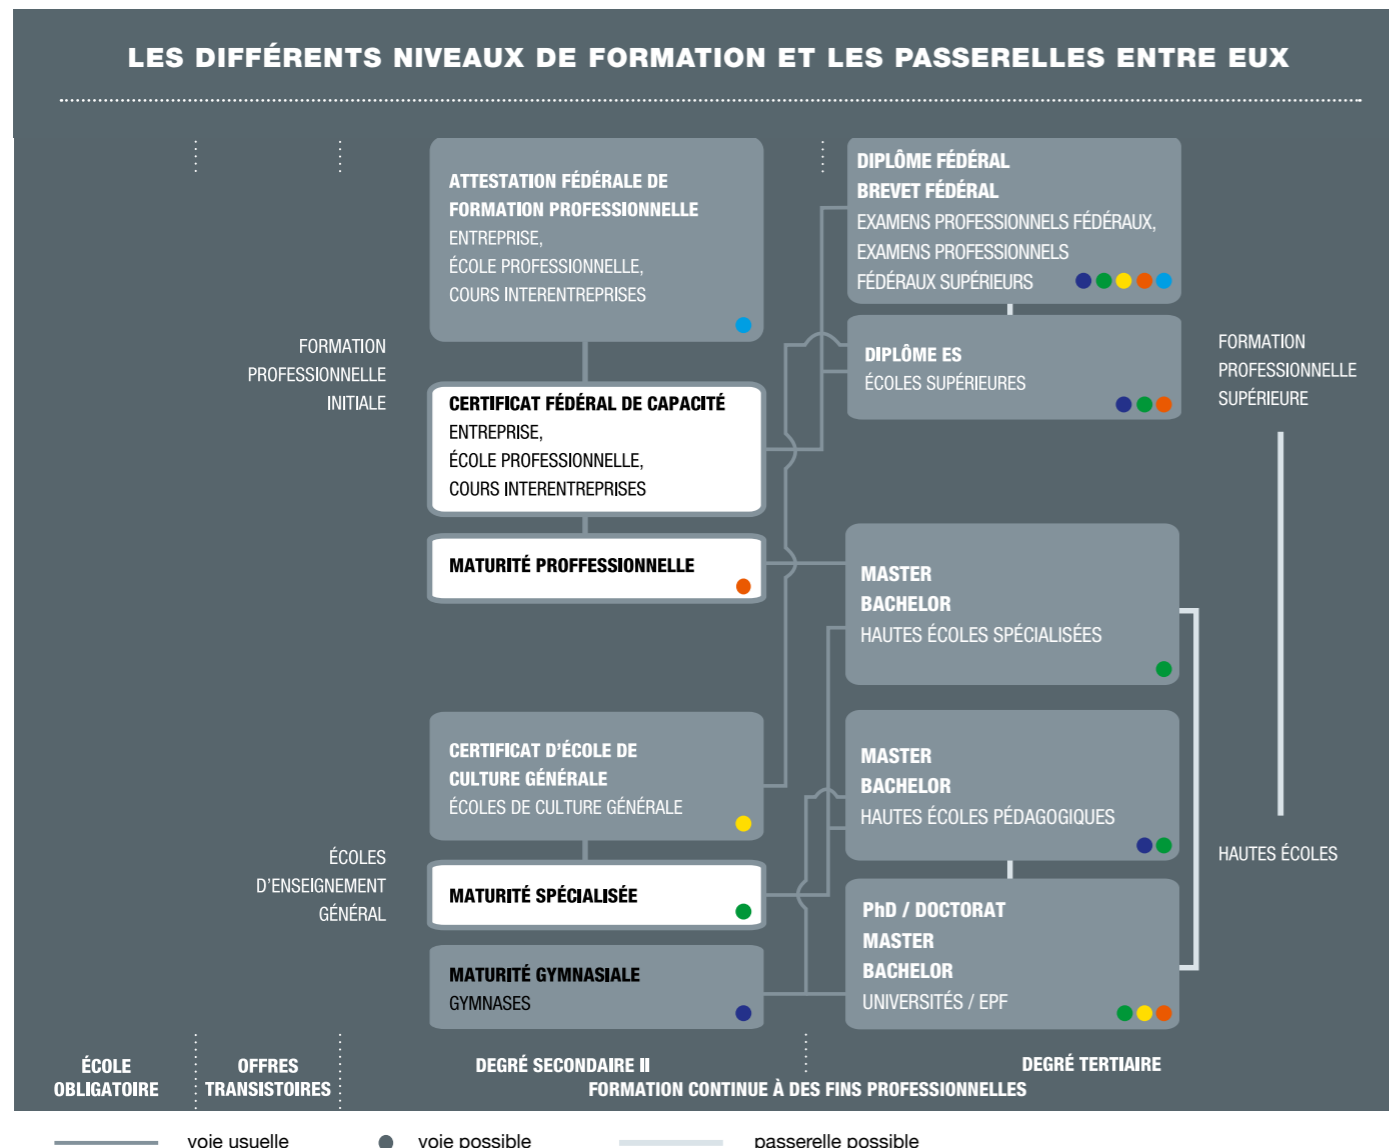 LES DIFFÉRENTS NIVEAUX DE FORMATION ET LES PASSERELLES ENTRE EUX
ATTESTATION FÉDÉRALE DE
FORMATION PROFESSIONNELLE
ENTREPRISE,
ÉCOLE PROFESSIONNELLE,
COURS INTERENTREPRISES
DIPLÔME FÉDÉRAL
BREVET FÉDÉRAL
EXAMENS PROFESSIONNELS FÉDÉRAUX,
EXAMENS PROFESSIONNELS
FÉDÉRAUX SUPÉRIEURS
FORMATION
PROFESSIONNELLE
INITIALE
DIPLÔME ES
ÉCOLES SUPÉRIEURES
FORMATION
PROFESSIONNELLE
SUPÉRIEURE
CERTIFICAT FÉDÉRAL DE CAPACITÉ
ENTREPRISE,
ÉCOLE PROFESSIONNELLE,
COURS INTERENTREPRISES
MATURITÉ PROFFESSIONNELLE
MASTER
BACHELOR
HAUTES ÉCOLES SPÉCIALISÉES
CERTIFICAT D'ÉCOLE DE
CULTURE GÉNÉRALE
ÉCOLES DE CULTURE GÉNÉRALE
MASTER
BACHELOR
HAUTES ÉCOLES PÉDAGOGIQUES
ÉCOLES
D'ENSEIGNEMENT
GÉNÉRAL
HAUTES ÉCOLES
MATURITÉ SPÉCIALISÉE
PhD / DOCTORAT
MASTER
BACHELOR
UNIVERSITÉS / EPF
MATURITÉ GYMNASIALE
GYMNASES
ÉCOLE
OBLIGATOIRE
OFFRES
TRANSISTOIRES
DEGRÉ SECONDAIRE II
DEGRÉ TERTIAIRE
FORMATION CONTINUE À DES FINS PROFESSIONNELLES
voie usuelle
voie possible
passerelle possible